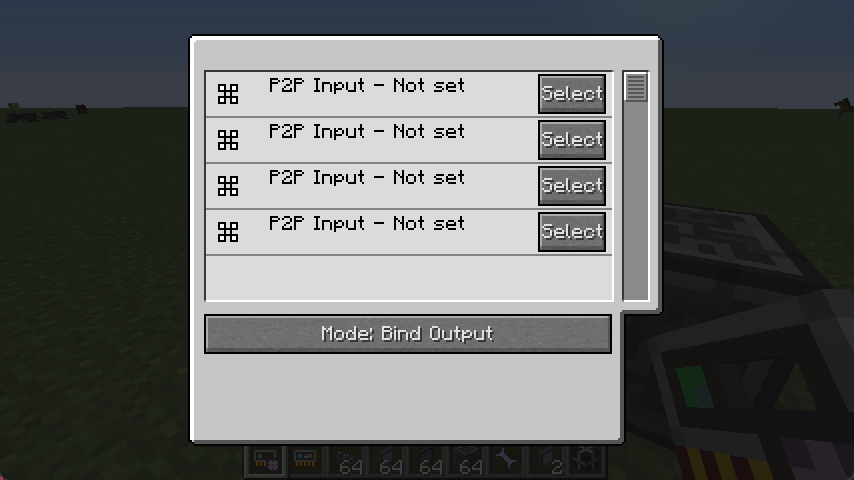 P2P Input - Not set
Select
P2P Input - Not set
Select
P2P Input - Not set
Select
P2P Input - Not set
Select
Mode: Bind Output
64
64
64
64
2